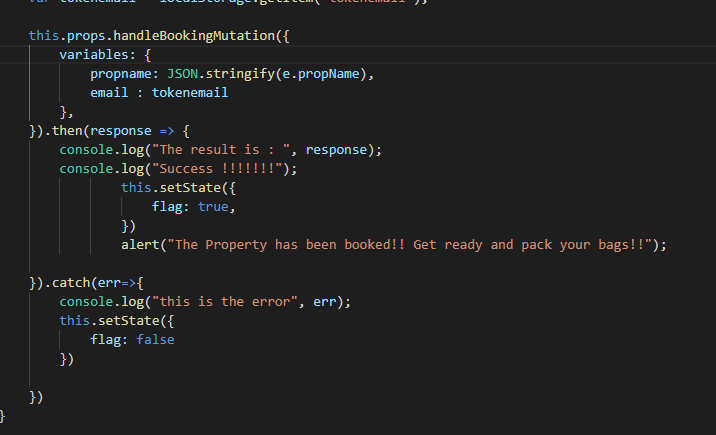 var tokenemail = localStorage.getItem('tokenemail');
this.props.handleBookingMutation({
variables: {
propname: JSON.stringify(e.propName),
email : tokenemail
},
}).then(response => {
console.log("The result is : ", response);
console.log("Success !!!!!!!");
this.setState({
flag: true,
})
alert("The Property has been booked!! Get ready and pack your bags!!");
}).catch(err=>{
console.log("this is the error", err);
this.setState({
flag: false
})
})
}